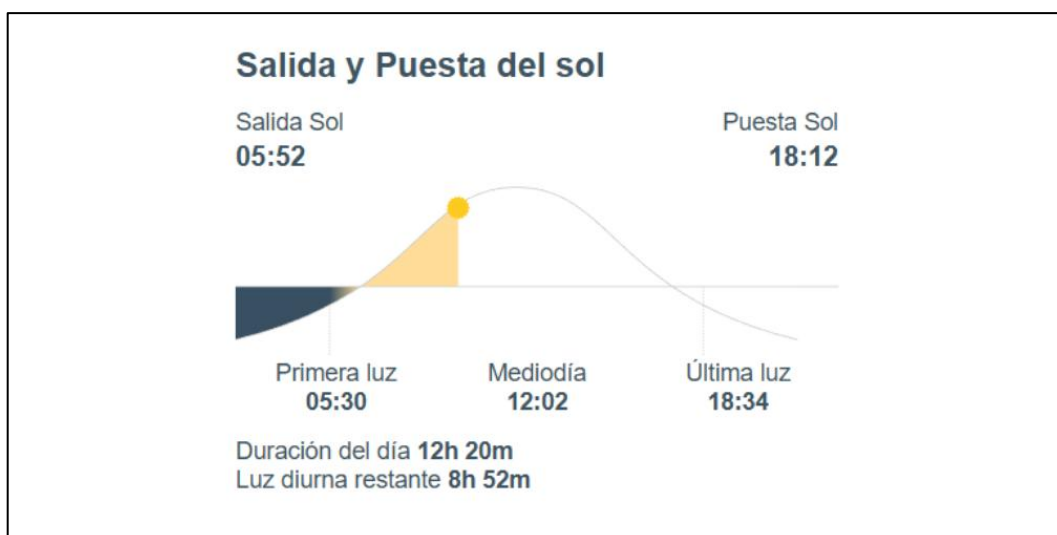 Salida y Puesta del sol
Salida Sol
05:52
Puesta Sol
18:12
Primera luz
05:30
Mediodía
12:02
Última luz
18:34
Duración del día 12h 20m
Luz diurna restante 8h 52m